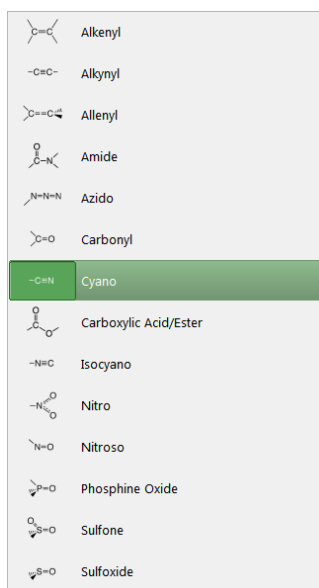 Alkenyl
Alkynyl
Allenyl
Amide
Azido
Carbonyl
Cyano
Carboxylic Acid/Ester
Isocyano
Nitro
Nitroso
Phosphine Oxide
Sulfone
Sulfoxide